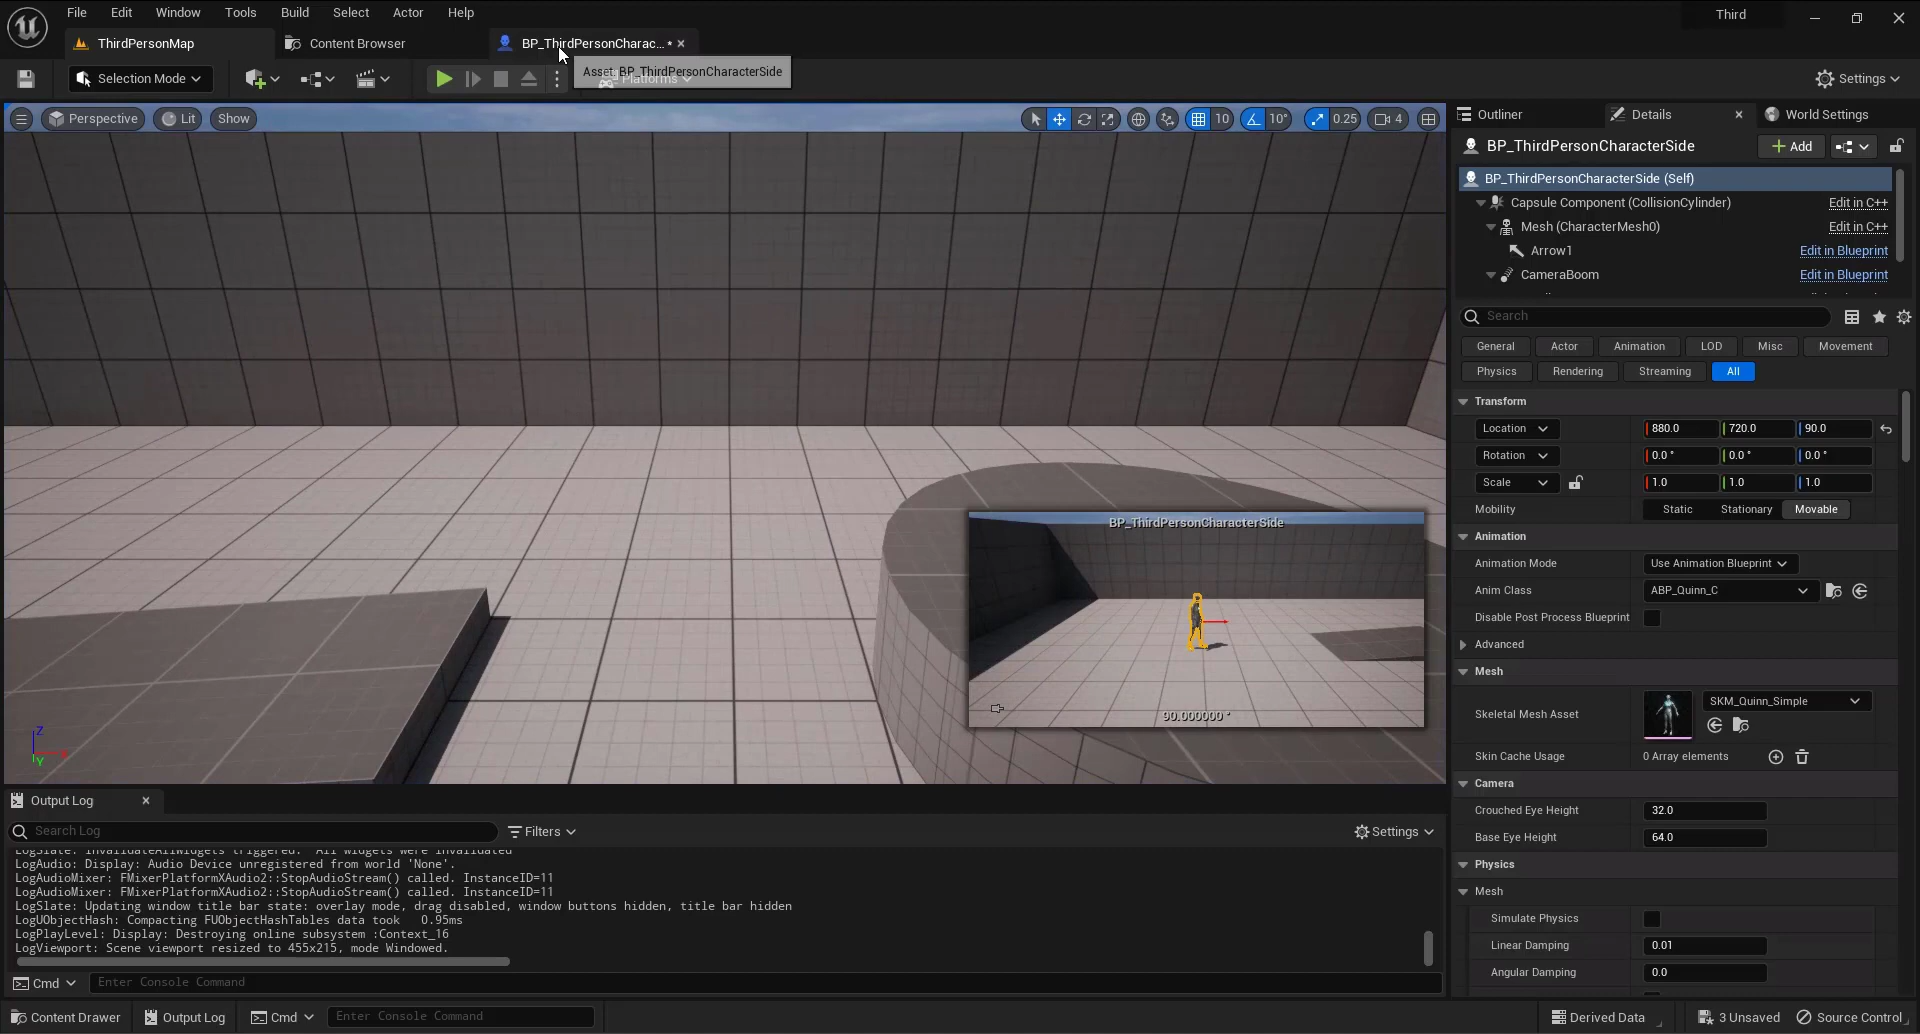 File Edit Window Tools Build Select Actor Help
Third
ThirdPersonMap
Content Browser
BP_ThirdPersonCharac... •
Selection Mode
Asset: BP_ThirdPersonCharacterSide
Platforms
Settings
Perspective
Lit
Show
10
10°
0.25
4
BP_ThirdPersonCharacterSide
90.000000 °
Z
Y
Outliner
Details
World Settings
BP_ThirdPersonCharacterSide
Add
BP_ThirdPersonCharacterSide (Self)
Capsule Component (CollisionCylinder) Edit in C++
Mesh (CharacterMesh0) Edit in C++
Arrow1 Edit in Blueprint
CameraBoom Edit in Blueprint
Search
General Actor Animation LOD Misc Movement
Physics Rendering Streaming All
Transform
Location 880.0 720.0 90.0
Rotation 0.0 ° 0.0 ° 0.0 °
Scale 1.0 1.0 1.0
Mobility Static Stationary Movable
Animation
Animation Mode Use Animation Blueprint
Anim Class ABP_Quinn_C
Disable Post Process Blueprint
Advanced
Mesh
Skeletal Mesh Asset SKM_Quinn_Simple
Skin Cache Usage 0 Array elements
Camera
Crouched Eye Height 32.0
Base Eye Height 64.0
Physics
Mesh
Simulate Physics
Linear Damping 0.01
Angular Damping 0.0
Output Log
Search Log
Filters
Settings
LogSlate: InvalidateAllWidgets triggered. All widgets were invalidated
LogAudio: Display: Audio Device unregistered from world 'None'.
LogAudioMixer: FMixerPlatformXAudio2::StopAudioStream() called. InstanceID=11
LogAudioMixer: FMixerPlatformXAudio2::StopAudioStream() called. InstanceID=11
LogSlate: Updating window title bar state: overlay mode, drag disabled, window buttons hidden, title bar hidden
LogUObjectHash: Compacting FUObjectHashTables data took 0.95ms
LogPlayLevel: Display: Destroying online subsystem :Context_16
LogViewport: Scene viewport resized to 455x215, mode Windowed.
Cmd
Enter Console Command
Content Drawer
Output Log
Cmd
Enter Console Command
Derived Data
3 Unsaved
Source Control